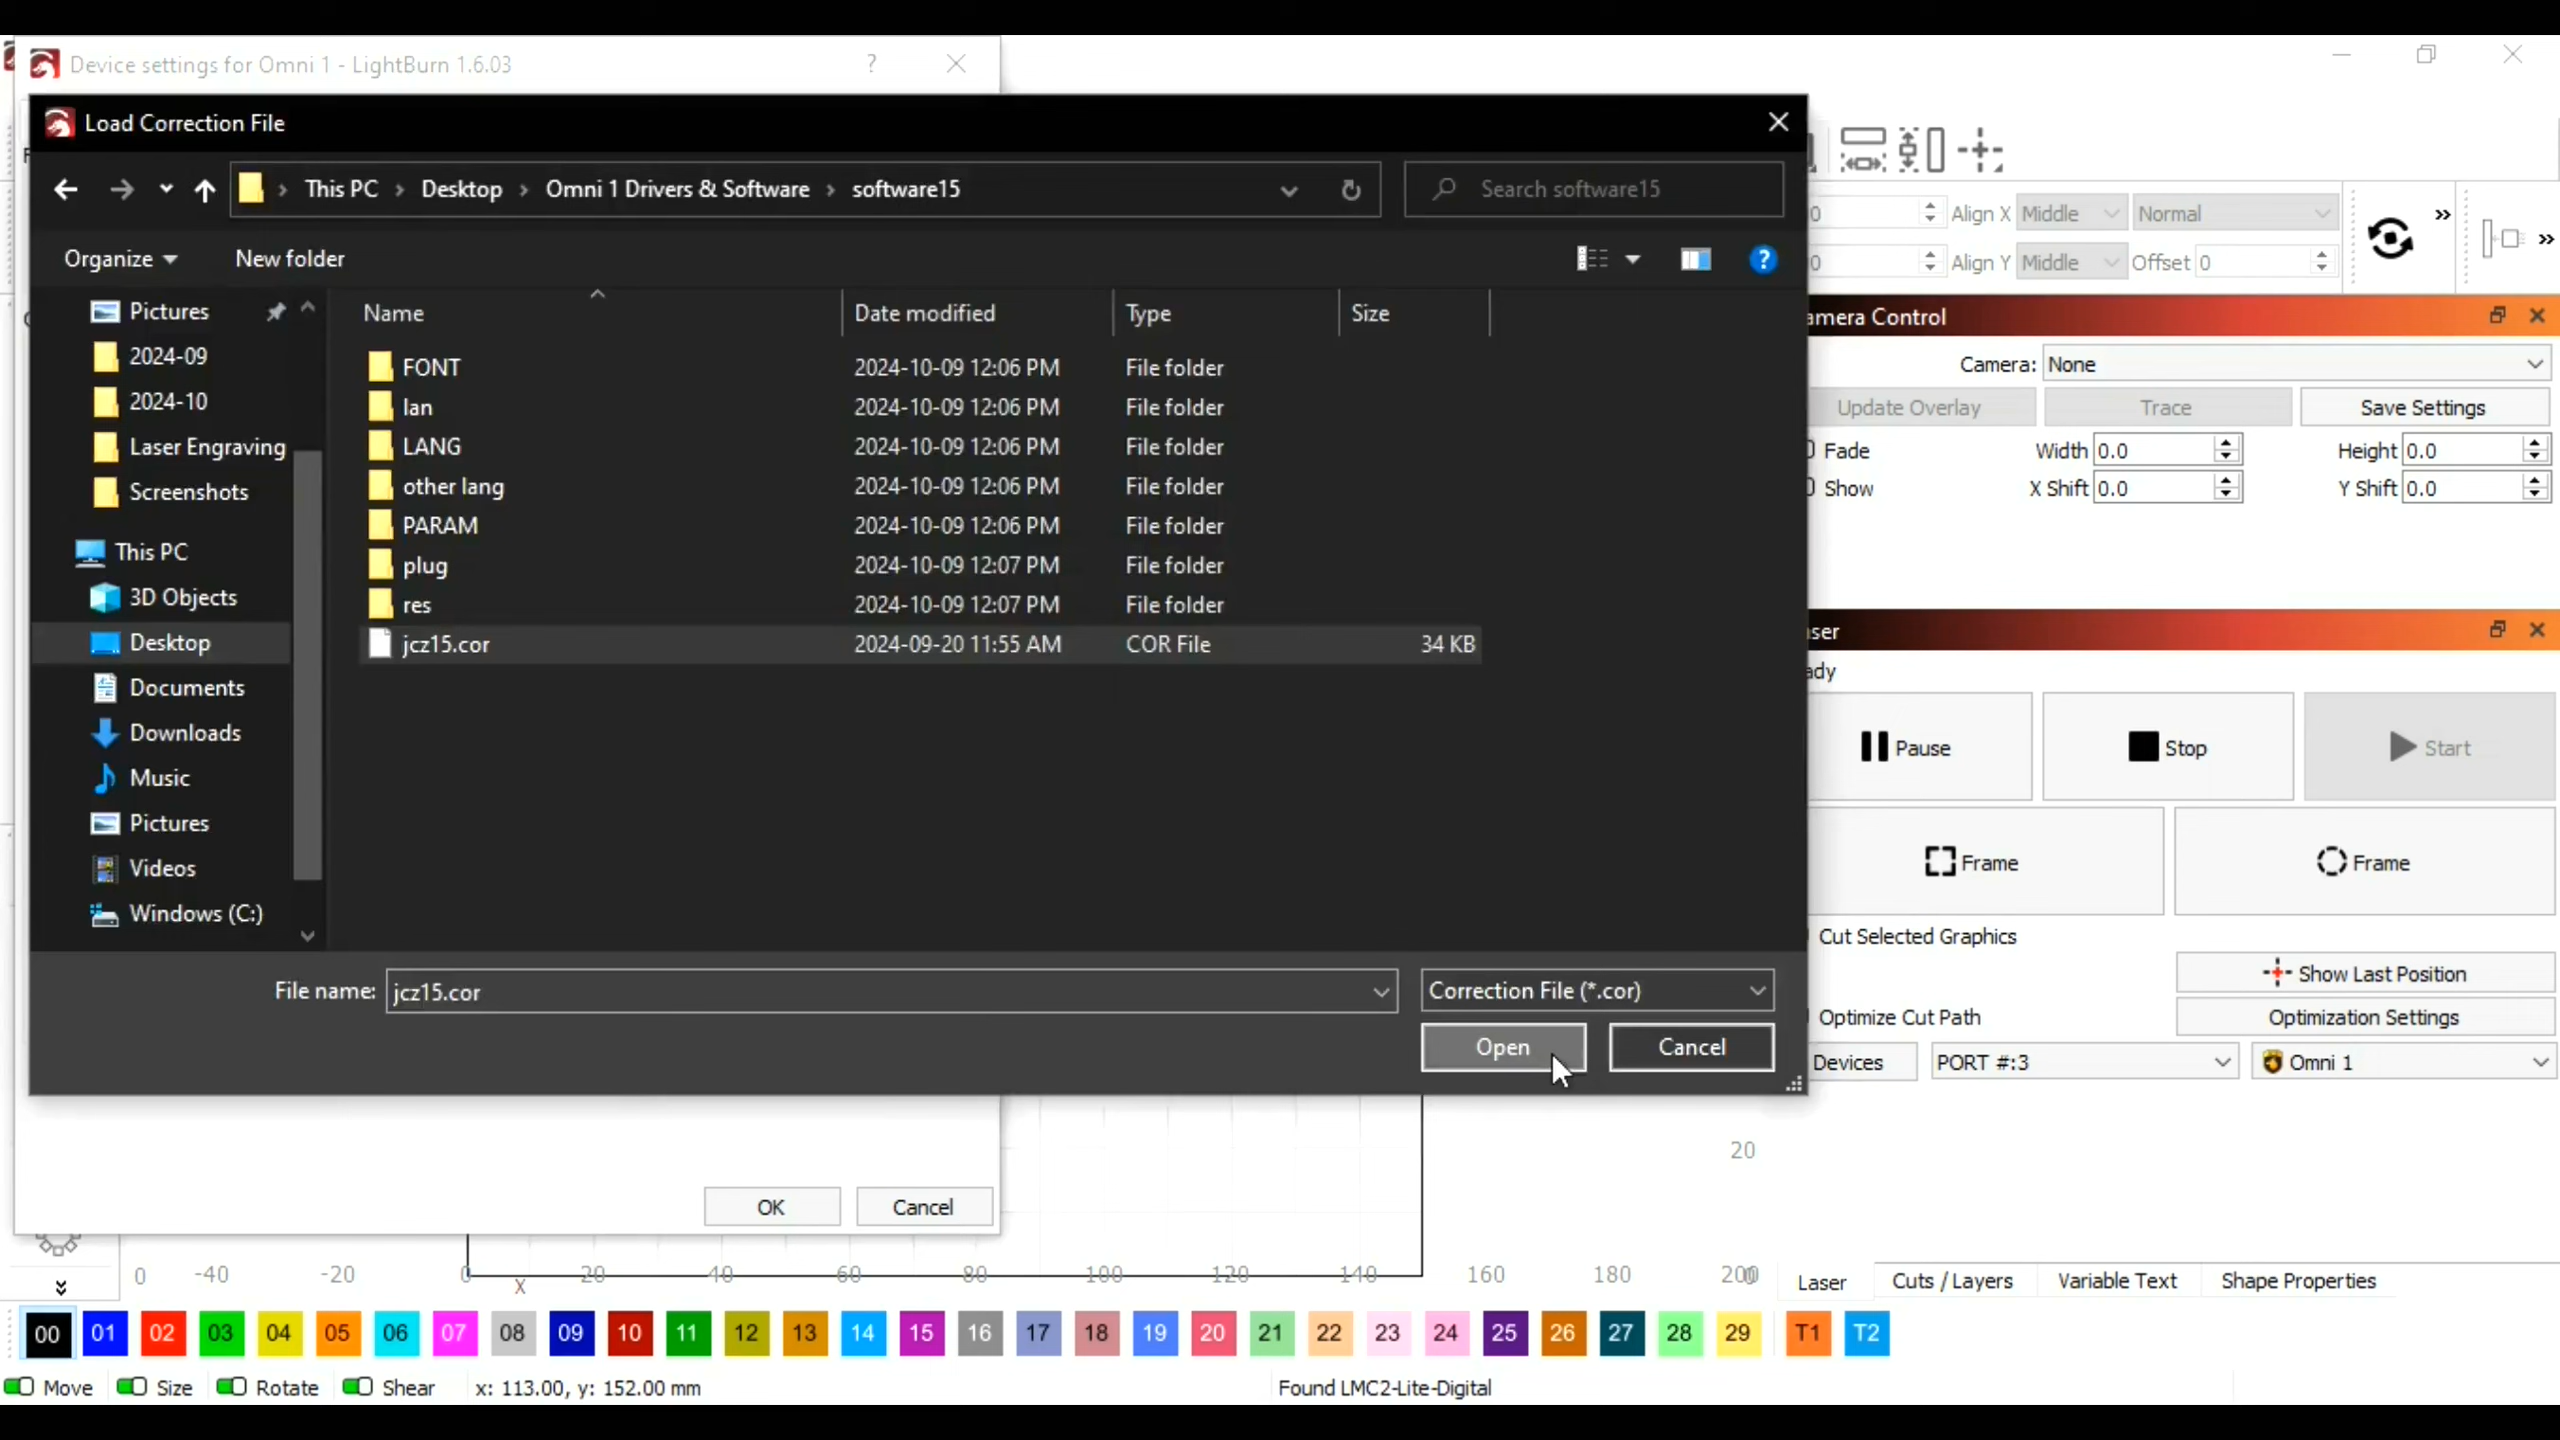 Device settings for Omni 1 - LightBurn 1.6.03
?
Load Correction File
This PC > Desktop > Omni 1 Drivers & Software > software15
Search software15
Organize
New folder
?
Name
Date modified
Type
Size
Pictures
2024-09
2024-10
Laser Engraving
Screenshots
This PC
3D Objects
Desktop
Documents
Downloads
Music
Pictures
Videos
Windows (C:)
FONT 2024-10-09 12:06 PM File folder
lan 2024-10-09 12:06 PM File folder
LANG 2024-10-09 12:06 PM File folder
other lang 2024-10-09 12:06 PM File folder
PARAM 2024-10-09 12:06 PM File folder
plug 2024-10-09 12:07 PM File folder
res 2024-10-09 12:07 PM File folder
jcz15.cor 2024-09-20 11:55 AM COR File 34 KB
File name: jcz15.cor
Correction File (*.cor)
Open
Cancel
OK
Cancel
0 Align X Middle Normal
0 Align Y Middle Offset 0
amera Control
Camera: None
Update Overlay
Trace
Save Settings
Fade Width 0.0 Height 0.0
Show X Shift 0.0 Y Shift 0.0
ser
ady
Pause
Stop
Start
Frame
Frame
Cut Selected Graphics
Show Last Position
Optimize Cut Path
Optimization Settings
Devices
PORT #:3
Omni 1
20
0 -40 -20 0 20 40 60 80 100 120 140 160 180 200
X
Laser
Cuts / Layers
Variable Text
Shape Properties
00 01 02 03 04 05 06 07 08 09 10 11 12 13 14 15 16 17 18 19 20 21 22 23 24 25 26 27 28 29 T1 T2
Move Size Rotate Shear x: 113.00, y: 152.00 mm
Found LMC2-Lite-Digital